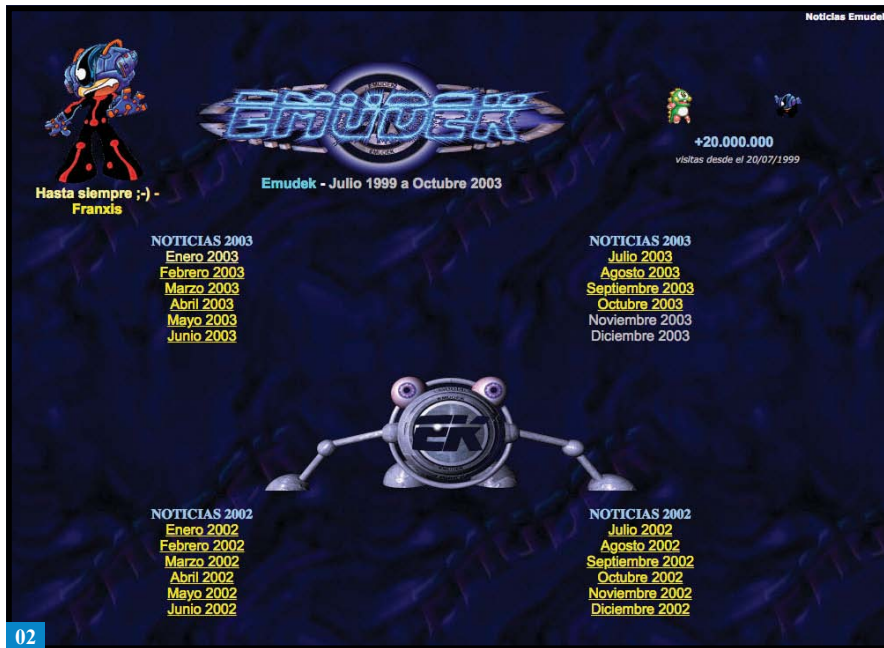 Noticias Emudek
EMUDEK
EMUDEK
EMUDEK
+20.000.000
visitas desde el 20/07/1999
Emudek - Julio 1999 a Octubre 2003
Hasta siempre ;-) -
Franxis
NOTICIAS 2003
Enero 2003
Febrero 2003
Marzo 2003
Abril 2003
Mayo 2003
Junio 2003
NOTICIAS 2003
Julio 2003
Agosto 2003
Septiembre 2003
Octubre 2003
Noviembre 2003
Diciembre 2003
EK
NOTICIAS 2002
Enero 2002
Febrero 2002
Marzo 2002
Abril 2002
Mayo 2002
Junio 2002
NOTICIAS 2002
Julio 2002
Agosto 2002
Septiembre 2002
Octubre 2002
Noviembre 2002
Diciembre 2002
02